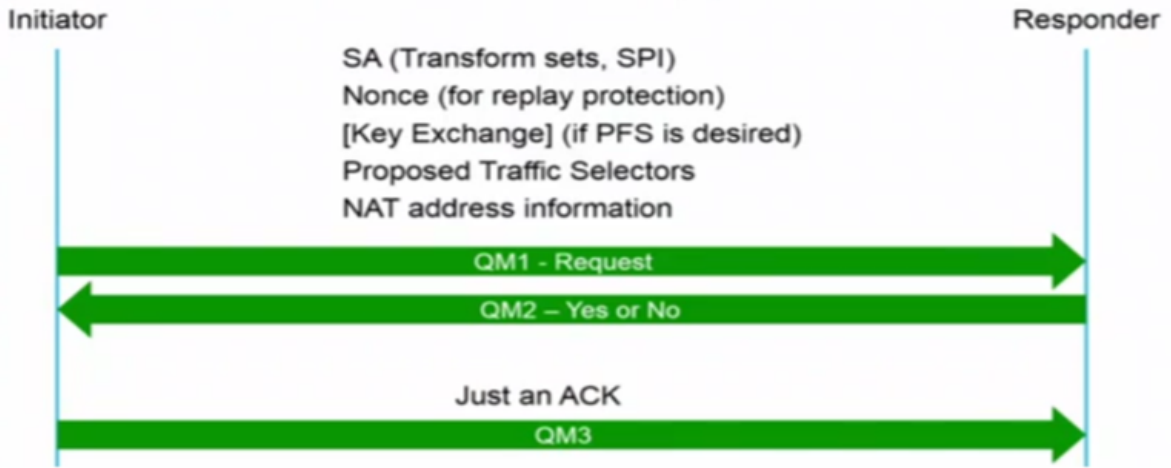 Initiator
Responder
SA (Transform sets, SPI)
Nonce (for replay protection)
[Key Exchange] (if PFS is desired)
Proposed Traffic Selectors
NAT address information
QM1 - Request
QM2 – Yes or No
Just an ACK
QM3